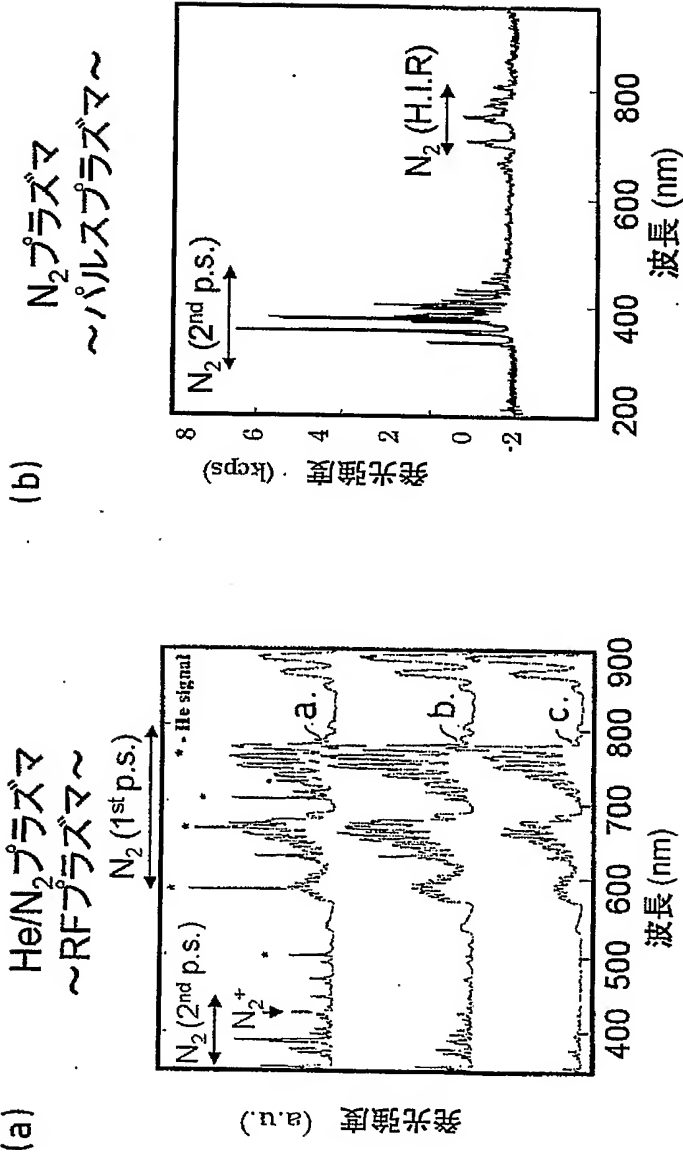 (a)
He/N₂プラズマ
～RFプラズマ～
N₂ (1st p.s.)
N₂ (2nd p.s.)
N₂⁺
* - He signal
*
*
*
*
*
a.
b.
c.
発光強度 (a.u.)
400 500 600 700 800 900
波長 (nm)
(b)
N₂プラズマ
～パルスプラズマ～
N₂ (2nd p.s.)
N₂ (H.I.R)
8
6
4
2
0
-2
発光強度 (kcps)
200 400 600 800
波長 (nm)